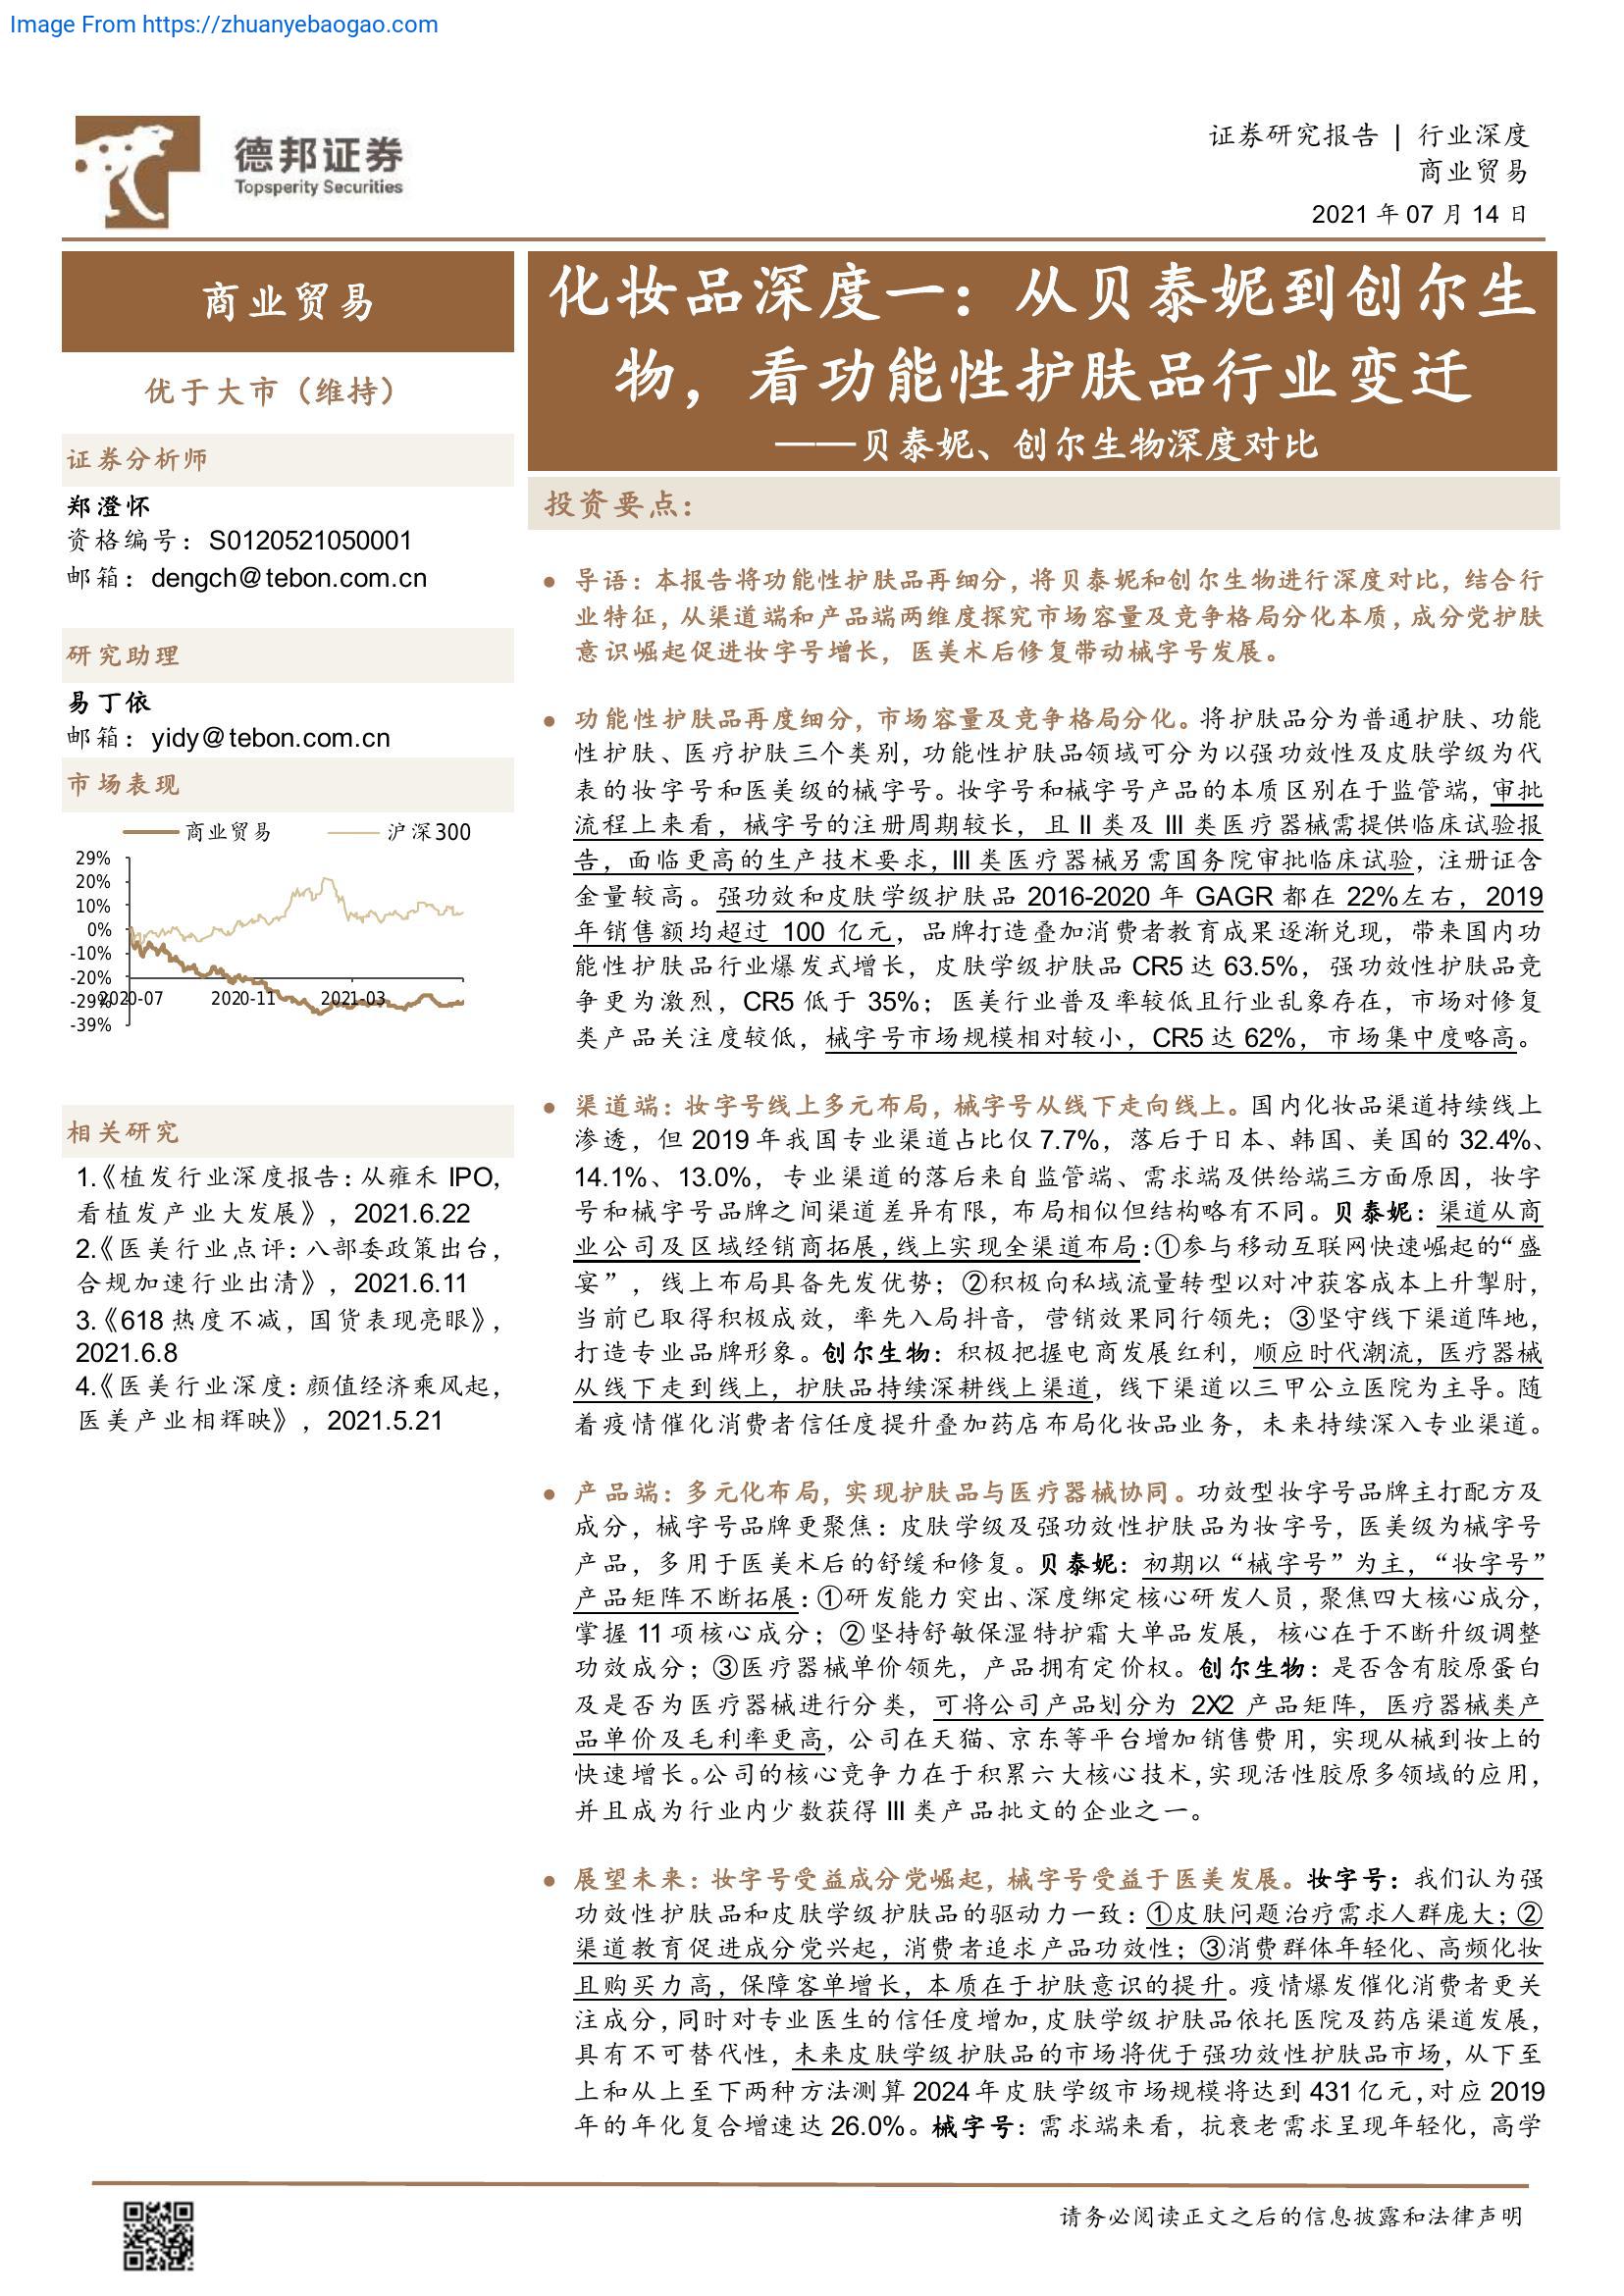 Image From https://zhuanyebaogao.com
德邦证券
Topsperity Securities
证券研究报告 | 行业深度
商业贸易
2021 年 07 月 14 日
商业贸易
优于大市（维持）
证券分析师
郑澄怀
资格编号：S0120521050001
邮箱：dengch@tebon.com.cn
研究助理
易丁依
邮箱：yidy@tebon.com.cn
市场表现
商业贸易 沪深300
29%
20%
10%
0%
-10%
-20%
-29%
-39%
2020-07 2020-11 2021-03
相关研究
1.《植发行业深度报告：从雍禾 IPO，
看植发产业大发展》，2021.6.22
2.《医美行业点评：八部委政策出台，
合规加速行业出清》，2021.6.11
3.《618 热度不减，国货表现亮眼》，
2021.6.8
4.《医美行业深度：颜值经济乘风起，
医美产业相辉映》，2021.5.21
化妆品深度一：从贝泰妮到创尔生
物，看功能性护肤品行业变迁
——贝泰妮、创尔生物深度对比
投资要点：
● 导语：本报告将功能性护肤品再细分，将贝泰妮和创尔生物进行深度对比，结合行
业特征，从渠道端和产品端两维度探究市场容量及竞争格局分化本质，成分党护肤
意识崛起促进妆字号增长，医美术后修复带动械字号发展。
● 功能性护肤品再度细分，市场容量及竞争格局分化。将护肤品分为普通护肤、功能
性护肤、医疗护肤三个类别，功能性护肤品领域可分为以强功效性及皮肤学级为代
表的妆字号和医美级的械字号。妆字号和械字号产品的本质区别在于监管端，审批
流程上来看，械字号的注册周期较长，且 II 类及 III 类医疗器械需提供临床试验报
告，面临更高的生产技术要求，III 类医疗器械另需国务院审批临床试验，注册证含
金量较高。强功效和皮肤学级护肤品 2016-2020 年 GAGR 都在 22%左右，2019
年销售额均超过 100 亿元，品牌打造叠加消费者教育成果逐渐兑现，带来国内功
能性护肤品行业爆发式增长，皮肤学级护肤品 CR5 达 63.5%，强功效性护肤品竞
争更为激烈，CR5 低于 35%；医美行业普及率较低且行业乱象存在，市场对修复
类产品关注度较低，械字号市场规模相对较小，CR5 达 62%，市场集中度略高。
● 渠道端：妆字号线上多元布局，械字号从线下走向线上。国内化妆品渠道持续线上
渗透，但 2019 年我国专业渠道占比仅 7.7%，落后于日本、韩国、美国的 32.4%、
14.1%、13.0%，专业渠道的落后来自监管端、需求端及供给端三方面原因，妆字
号和械字号品牌之间渠道差异有限，布局相似但结构略有不同。贝泰妮：渠道从商
业公司及区域经销商拓展，线上实现全渠道布局：①参与移动互联网快速崛起的“盛
宴”，线上布局具备先发优势；②积极向私域流量转型以对冲获客成本上升掣肘，
当前已取得积极成效，率先入局抖音，营销效果同行领先；③坚守线下渠道阵地，
打造专业品牌形象。创尔生物：积极把握电商发展红利，顺应时代潮流，医疗器械
从线下走到线上，护肤品持续深耕线上渠道，线下渠道以三甲公立医院为主导。随
着疫情催化消费者信任度提升叠加药店布局化妆品业务，未来持续深入专业渠道。
● 产品端：多元化布局，实现护肤品与医疗器械协同。功效型妆字号品牌主打配方及
成分，械字号品牌更聚焦：皮肤学级及强功效性护肤品为妆字号，医美级为械字号
产品，多用于医美术后的舒缓和修复。贝泰妮：初期以“械字号”为主，“妆字号”
产品矩阵不断拓展：①研发能力突出、深度绑定核心研发人员，聚焦四大核心成分，
掌握 11 项核心成分；②坚持舒敏保湿特护霜大单品发展，核心在于不断升级调整
功效成分；③医疗器械单价领先，产品拥有定价权。创尔生物：是否含有胶原蛋白
及是否为医疗器械进行分类，可将公司产品划分为 2X2 产品矩阵，医疗器械类产
品单价及毛利率更高，公司在天猫、京东等平台增加销售费用，实现从械到妆上的
快速增长。公司的核心竞争力在于积累六大核心技术，实现活性胶原多领域的应用，
并且成为行业内少数获得 III 类产品批文的企业之一。
● 展望未来：妆字号受益成分党崛起，械字号受益于医美发展。妆字号：我们认为强
功效性护肤品和皮肤学级护肤品的驱动力一致：①皮肤问题治疗需求人群庞大；②
渠道教育促进成分党兴起，消费者追求产品功效性；③消费群体年轻化、高频化妆
且购买力高，保障客单增长，本质在于护肤意识的提升。疫情爆发催化消费者更关
注成分，同时对专业医生的信任度增加，皮肤学级护肤品依托医院及药店渠道发展，
具有不可替代性，未来皮肤学级护肤品的市场将优于强功效性护肤品市场，从下至
上和从上至下两种方法测算 2024 年皮肤学级市场规模将达到 431 亿元，对应 2019
年的年化复合增速达 26.0%。械字号：需求端来看，抗衰老需求呈现年轻化，高学
请务必阅读正文之后的信息披露和法律声明